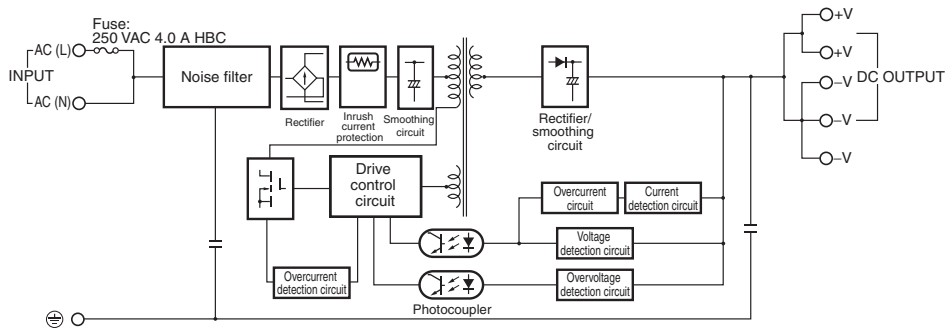 Fuse:
250 VAC 4.0 A HBC
AC (L)
INPUT
AC (N)
Noise filter
Rectifier
Inrush
current
protection
Smoothing
circuit
Rectifier/
smoothing
circuit
+V
+V
−V
DC OUTPUT
−V
−V
Drive
control
circuit
Overcurrent
circuit
Current
detection circuit
Voltage
detection circuit
Overcurrent
detection circuit
Overvoltage
detection circuit
Photocoupler